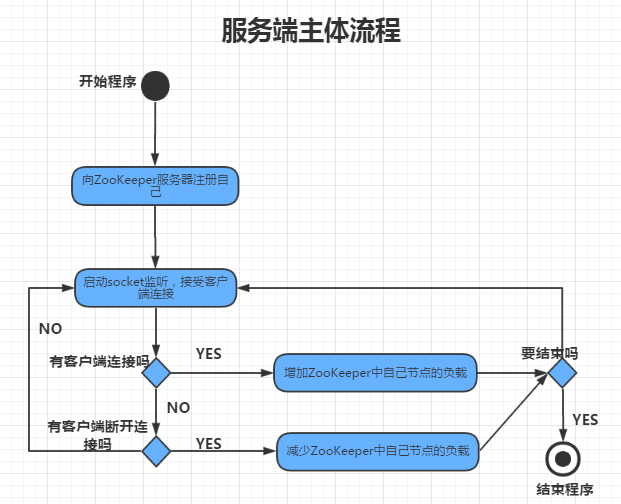 服务端主体流程
开始程序
向ZooKeeper服务器注册自
己
启动socket监听，接受客户
端连接
NO
有客户端连接吗
YES
增加ZooKeeper中自己节点的负载
要结束吗
NO
有客户端断开连
接吗
YES
减少ZooKeeper中自己节点的负载
YES
结束程序